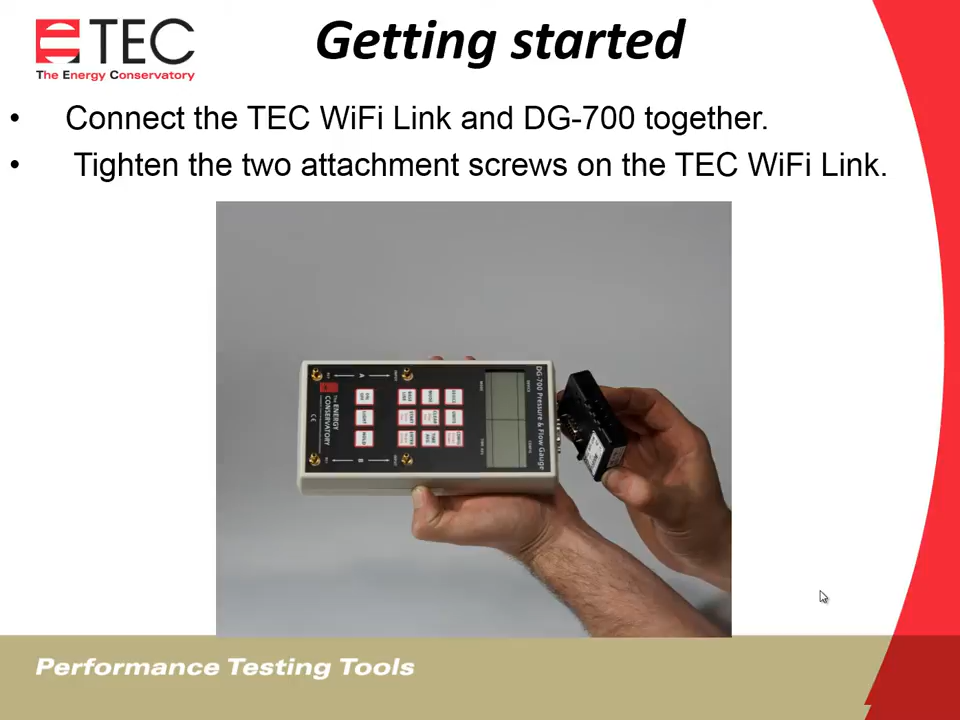 TEC
The Energy Conservatory
Getting started
• Connect the TEC WiFi Link and DG-700 together.
• Tighten the two attachment screws on the TEC WiFi Link.
DG-700 Pressure & Flow Gauge
The ENERGY
CONSERVATORY
A
B
Performance Testing Tools